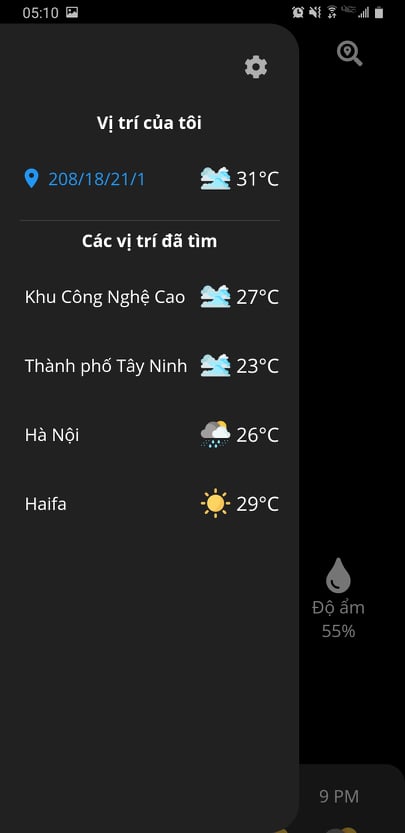 05:10
Vị trí của tôi
208/18/21/1 31°C
Các vị trí đã tìm
Khu Công Nghệ Cao 27°C
Thành phố Tây Ninh 23°C
Hà Nội 26°C
Haifa 29°C
Độ ẩm
55%
9 PM